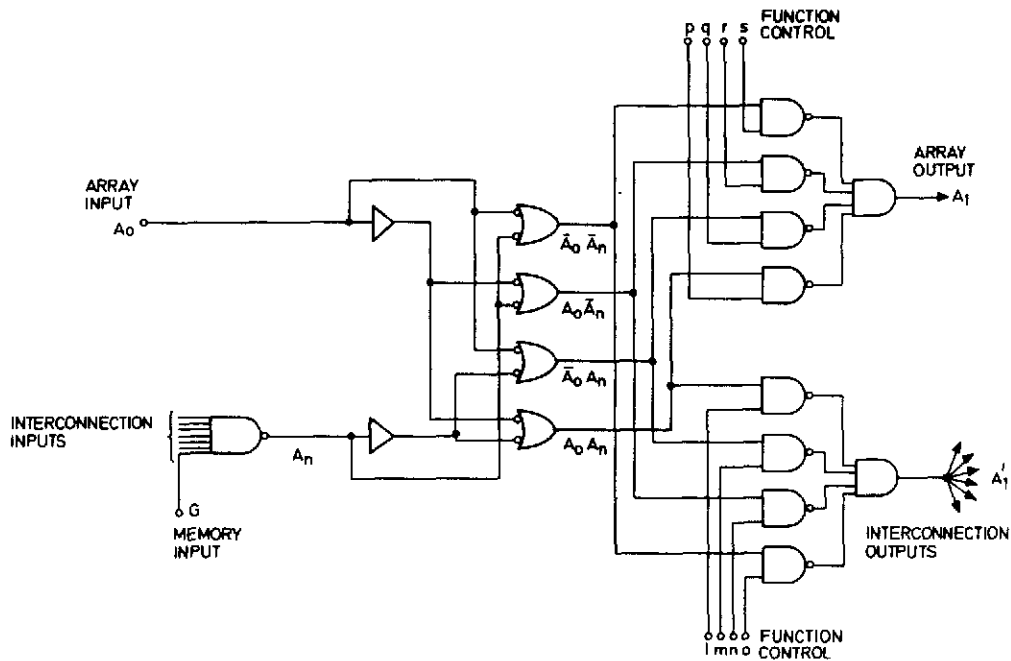 FUNCTION
CONTROL
p q r s
ARRAY
INPUT
A₀
ARRAY
OUTPUT
A₁
Ā₀ Āₙ
A₀ Āₙ
Ā₀ Aₙ
A₀ Aₙ
INTERCONNECTION
INPUTS
Aₙ
G
MEMORY
INPUT
A₁'
INTERCONNECTION
OUTPUTS
l m n o
FUNCTION
CONTROL